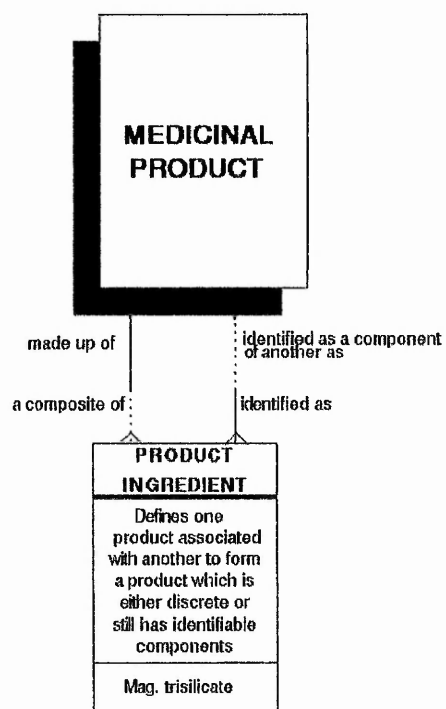 MEDICINAL
PRODUCT
made up of
identified as a component
of another as
a composite of
identified as
PRODUCT
INGREDIENT
Defines one
product associated
with another to form
a product which is
either discrete or
still has identifiable
components
Mag. trisilicate